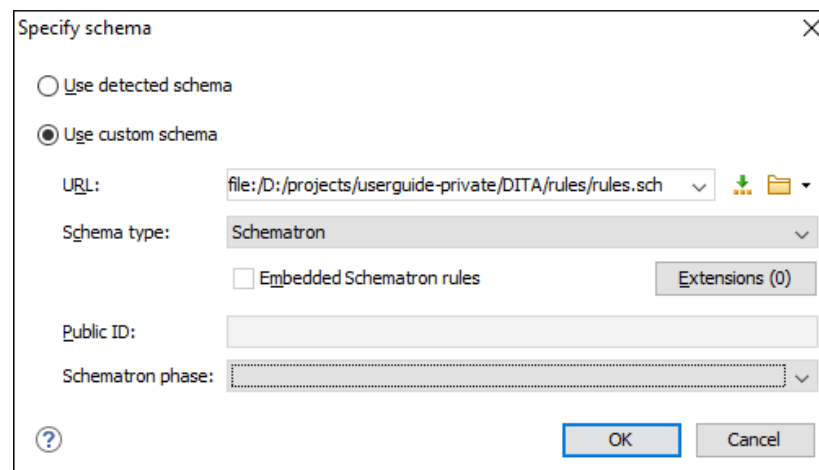 Specify schema
Use detected schema
Use custom schema
URL: file:/D:/projects/userguide-private/DITA/rules/rules.sch
Schema type: Schematron
Embedded Schematron rules Extensions (0)
Public ID:
Schematron phase:
? OK Cancel